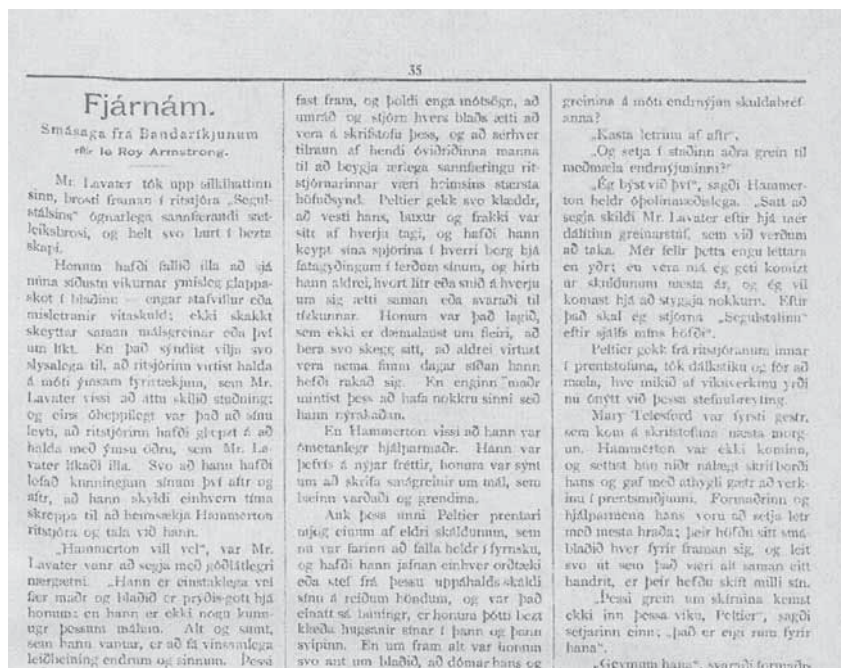 35
Fjárnám.
Smásaga frá Bandaríkjunum
eftir le Roy Armstrong.
Mr. Lavater tók upp silkihattinn
sinn, brosti framan í ritstjóra „Segul-
stálsins“ ógnarlega sannfærandi sæt-
leiksbrosi, og hélt svo burt í bezta
skapi.
Honum hafði fallið illa að sjá
núna síðustu vikurnar ýmisleg glappa-
skot í blaðinu — engar stafvillur eða
misletranir vitaskuld; ekki skakkt
skeyttar saman málsgreinar eða því
um líkt. En það sýndist vilja svo
slysalega til, að ritsjórinn virtist halda
á móti ýmsum fyrirtækjum, sem Mr.
Lavater vissi að áttu skilið stuðning;
og eins óheppilegt var það að sínu
leyti, að ritstjórinn hafði glepzt á að
halda með ýmsu öðru, sem Mr. La-
vater líkaði illa. Svo að hann hafði
lofað kunningjum sínum því aftr og
aftr, að hann skyldi einhvern tíma
skreppa til að heimsækja Hammerton
ritstjóra og tala við hann.
„Hammerton vill vel“, var Mr.
Lavater vanr að segja með góðlátlegri
nærgætni. „Hann er einstaklega vel
fær maðr og blaðið er prýðis-gott hjá
honum; en hann er ekki nógu kunn-
ugr þessum málum. Alt og sumt,
sem hann vantar, er að fá vinsamlega
leiðbeining endrum og sinnum. Þessi
fast fram, og þoldi enga mótsögn, að
umráð og stjórn hvers blaðs ætti að
vera á skrifstofu þess, og að sérhver
tilraun af hendi óviðriðinna manna
til að beygja ærlega sannfæringu rit-
stjórnarinnar væri heimsins stærsta
höfuðsynd. Peltier gekk svo klæddr,
að vesti hans, buxur og frakki var
sitt af hverju tagi, og hafði hann
keypt sína spjörina í hverri borg hjá
fatagyðingum í ferðum sínum, og hirti
hann aldrei, hvort litr eða snið á hverju
um sig ætti saman eða svaraði til
tízkunnar. Honum var það lagið,
sem ekki er dæmalaust um fleiri, að
bera svo skegg sitt, að aldrei virtist
vera nema fimm dagar síðan hann
hefði rakað sig. En enginn maðr
mintist þess að hafa nokkru sinni séð
hann nýrakaðan.
En Hammerton vissi að hann var
ómetanlegr hjálparmaðr. Hann var
þefvís á nýjar fréttir, honum var sýnt
um að skrifa smágreinir um mál, sem
bæinn varðaði og grendina.
Auk þess unni Peltier prentari
mjög einum af eldri skáldunum, sem
nú var farinn að falla heldr í fyrnsku,
og hafði hann jafnan einhver orðtæki
eða stef frá þessu uppáhalds skáldi
sínu á reiðum höndum, og var það
einatt sá búningr, er honum þótti bezt
klæða hugsanir sínar í þann og þann
svipinn. En um fram alt var honum
svo ant um blaðið, að dómar hans og
greinina á móti endrnýjan skuldabréf-
anna?“
„Kasta letrum af aftr“.
„Og setja í staðinn aðra grein til
meðmæla endrnýjuninni?“
„Ég býst við því“, sagði Hammer-
ton heldr óþolinmæðislega. „Satt að
segja skildi Mr. Lavater eftir hjá mér
dálítinn greinarstúf, sem við verðum
að taka. Mér fellr þetta engu léttara
en yðr; en vera má ég geti komizt
úr skuldunum næsta ár, og ég vil
komast hjá að styggja nokkurn. Eftir
það skal ég stjórna „Segulstálinu“
eftir sjálfs míns höfði“.
Peltier gekk frá ritstjóranum innar
í prentstofuna, tók dálkstiku og fór að
mæla, hve mikið af vikuverkinu yrði
nú ónýtt við þessa stefnubreyting.
Mary Telesford var fyrsti gestr,
sem kom á skrifstofuna næsta morg-
un. Hammerton var ekki kominn,
og settist hún niðr nálægt skrifborði
hans og gaf með athygli gætr að verk-
inu í prentsmiðjunni. Formaðrinn og
hjálparmenn hans voru að setja letr
með mesta hraða; þeir höfðu sitt smá-
blaðið hver fyrir framan sig, og leit
svo út sem það væri alt saman eitt
handrit, er þeir hefðu skift milli sín.
„Þessi grein um skírnina kemst
ekki inn þessa viku, Peltier“, sagði
setjarinn einn; „það er eigi rúm fyrir
hana“.
„Geymum hana“, svaraði formaðr-